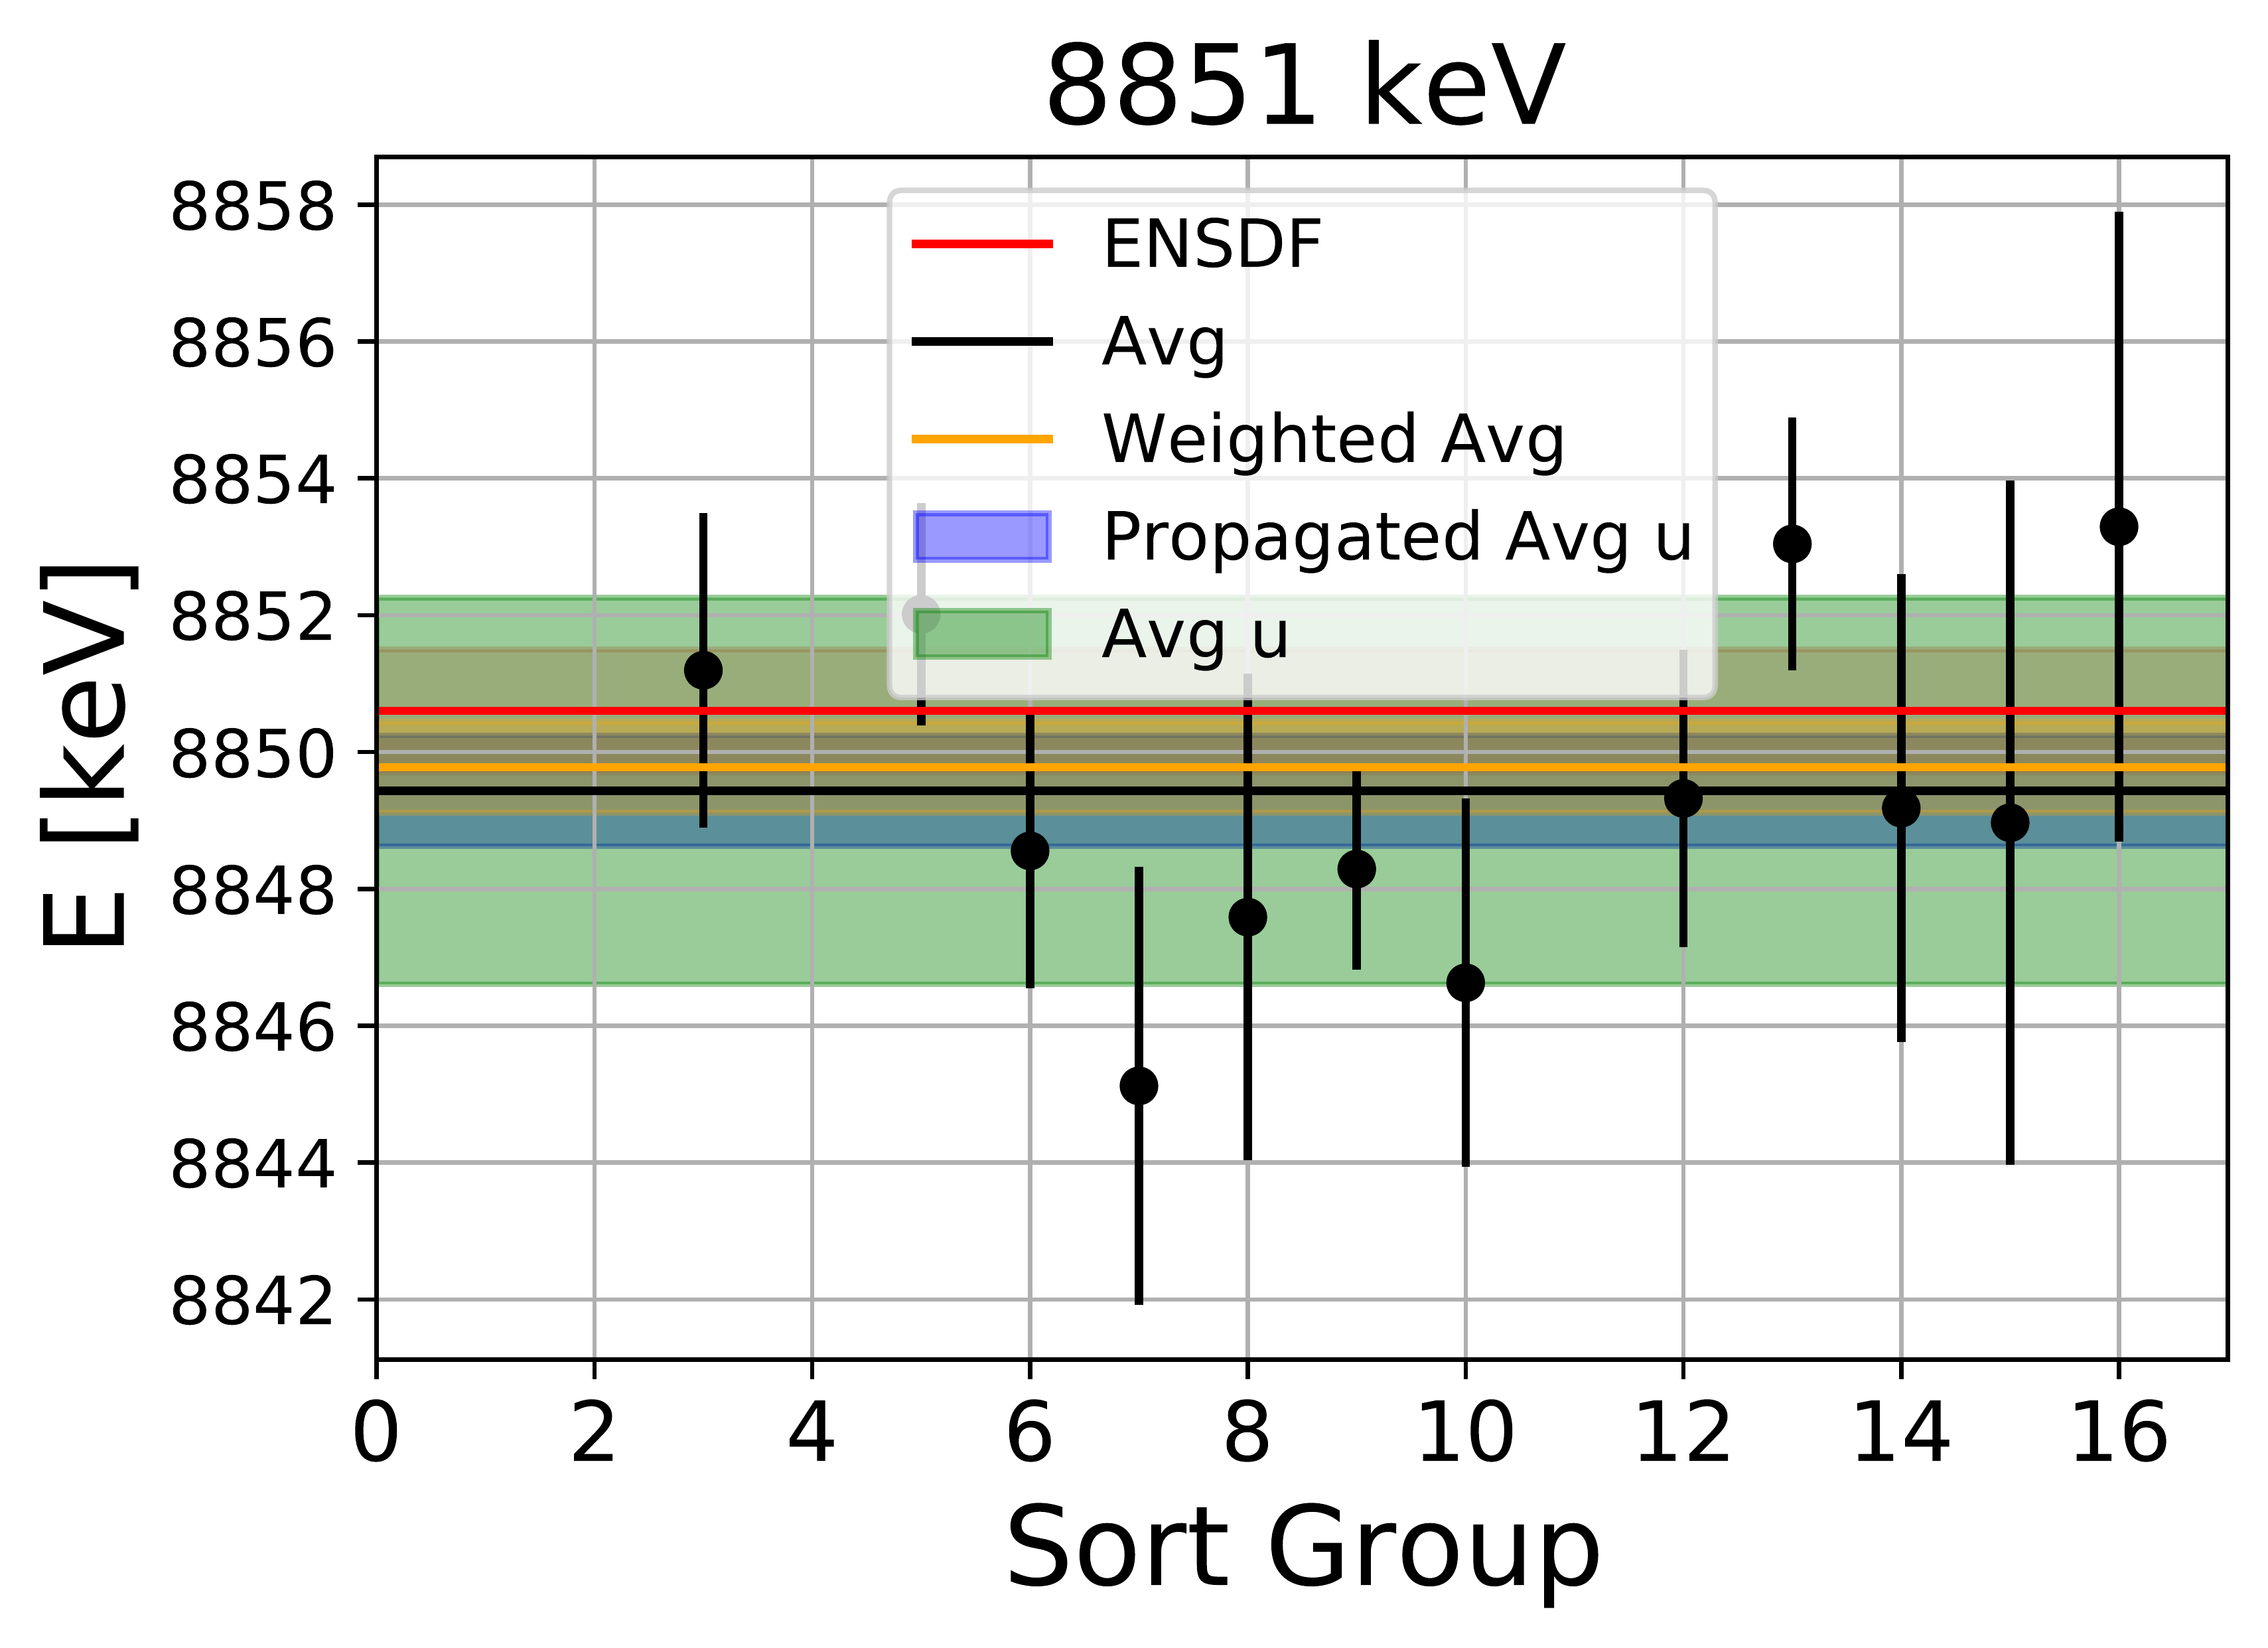 8851 keV
8858
8856
8854
8852
8850
8848
8846
8844
8842
E [keV]
ENSDF
Avg
Weighted Avg
Propagated Avg u
Avg u
0 2 4 6 8 10 12 14 16
Sort Group